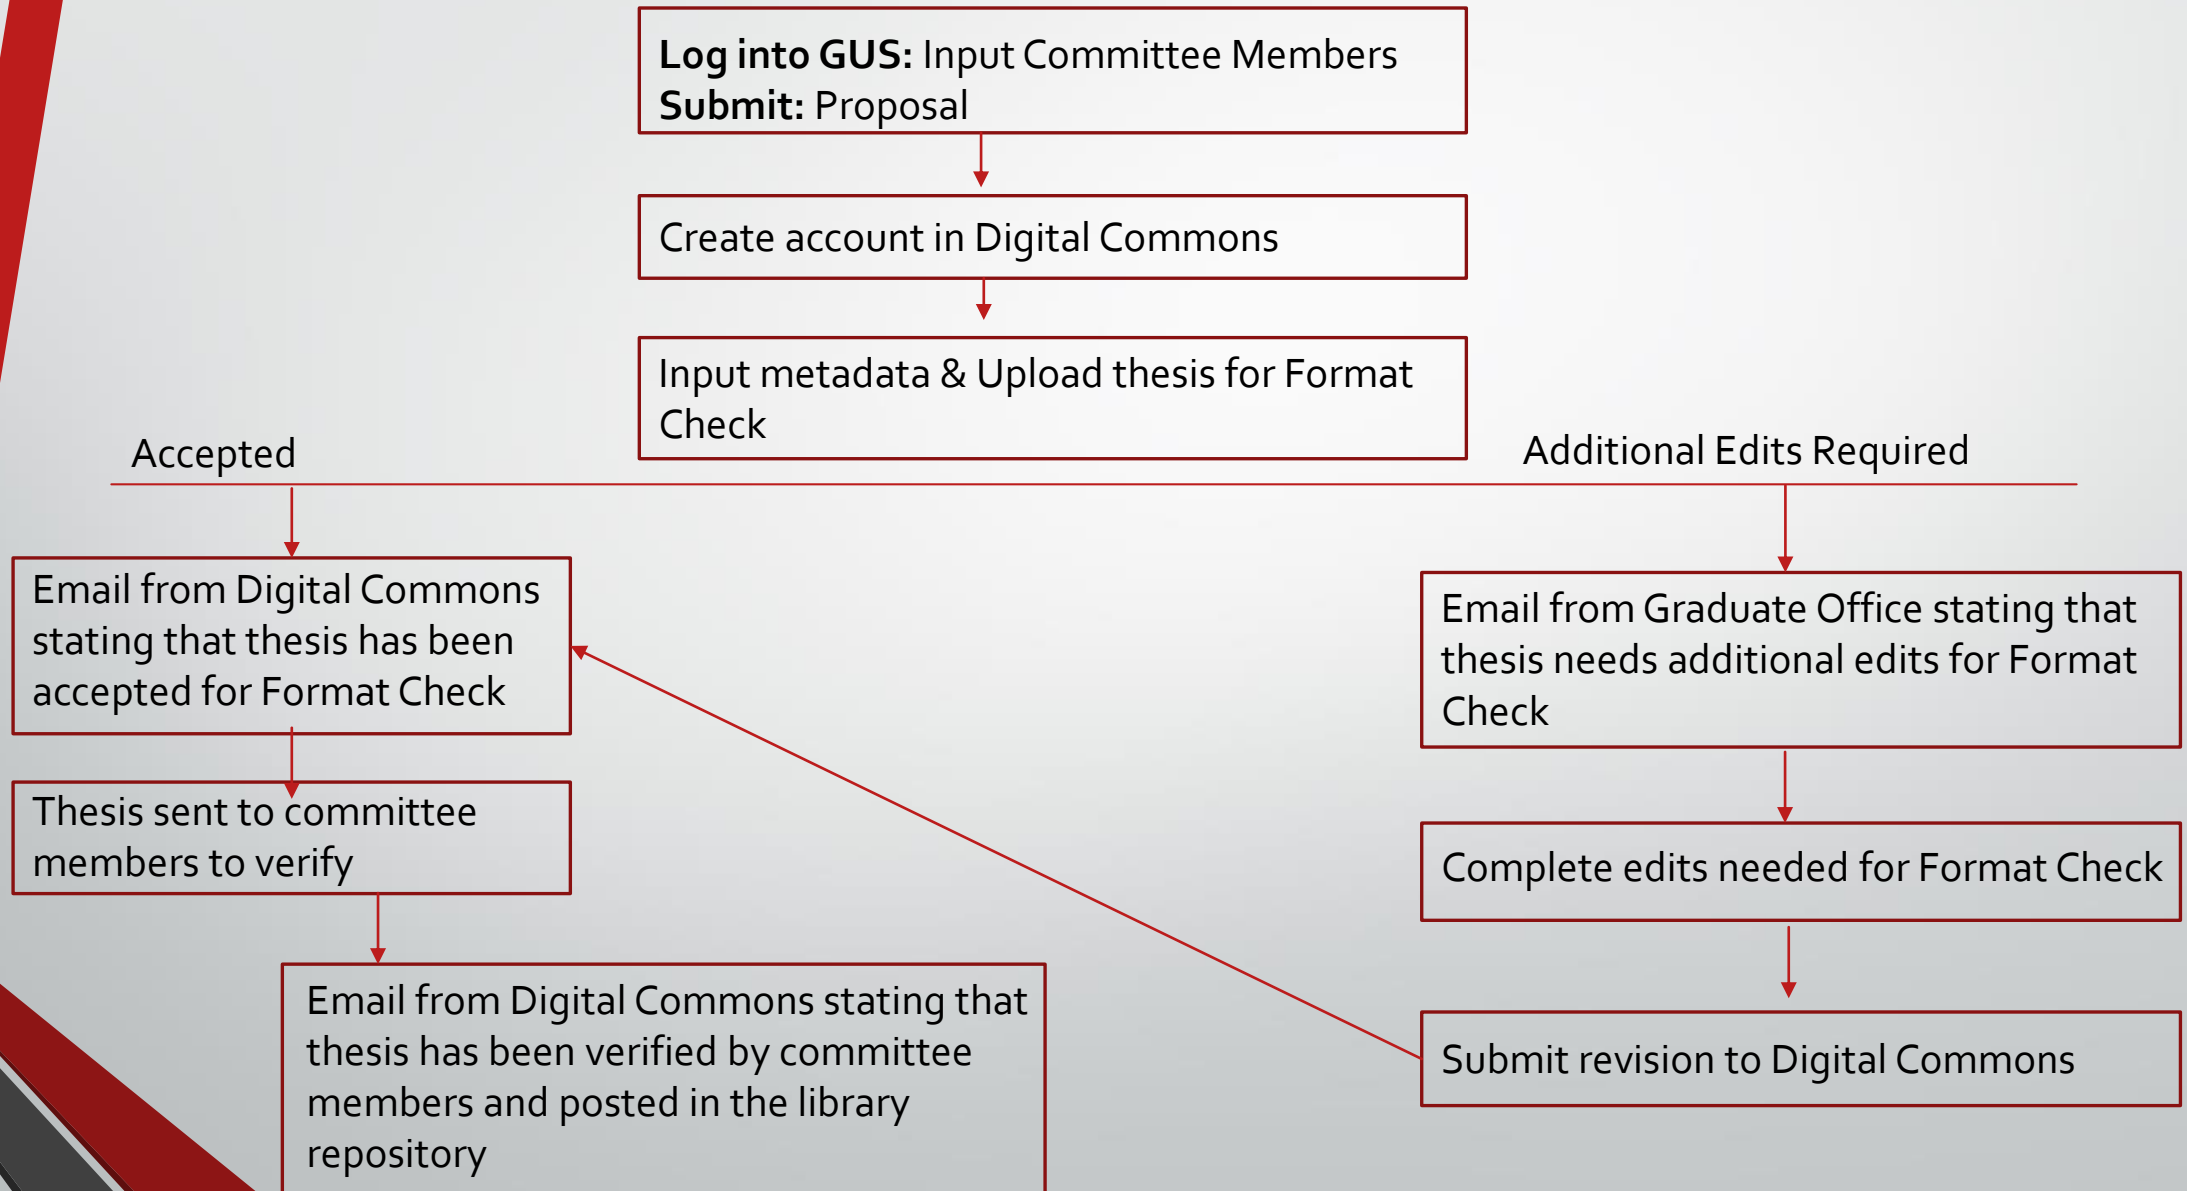 Log into GUS: Input Committee Members
Submit: Proposal
Create account in Digital Commons
Input metadata & Upload thesis for Format
Check
Accepted
Additional Edits Required
Email from Digital Commons
stating that thesis has been
accepted for Format Check
Thesis sent to committee
members to verify
Email from Digital Commons stating that
thesis has been verified by committee
members and posted in the library
repository
Email from Graduate Office stating that
thesis needs additional edits for Format
Check
Complete edits needed for Format Check
Submit revision to Digital Commons